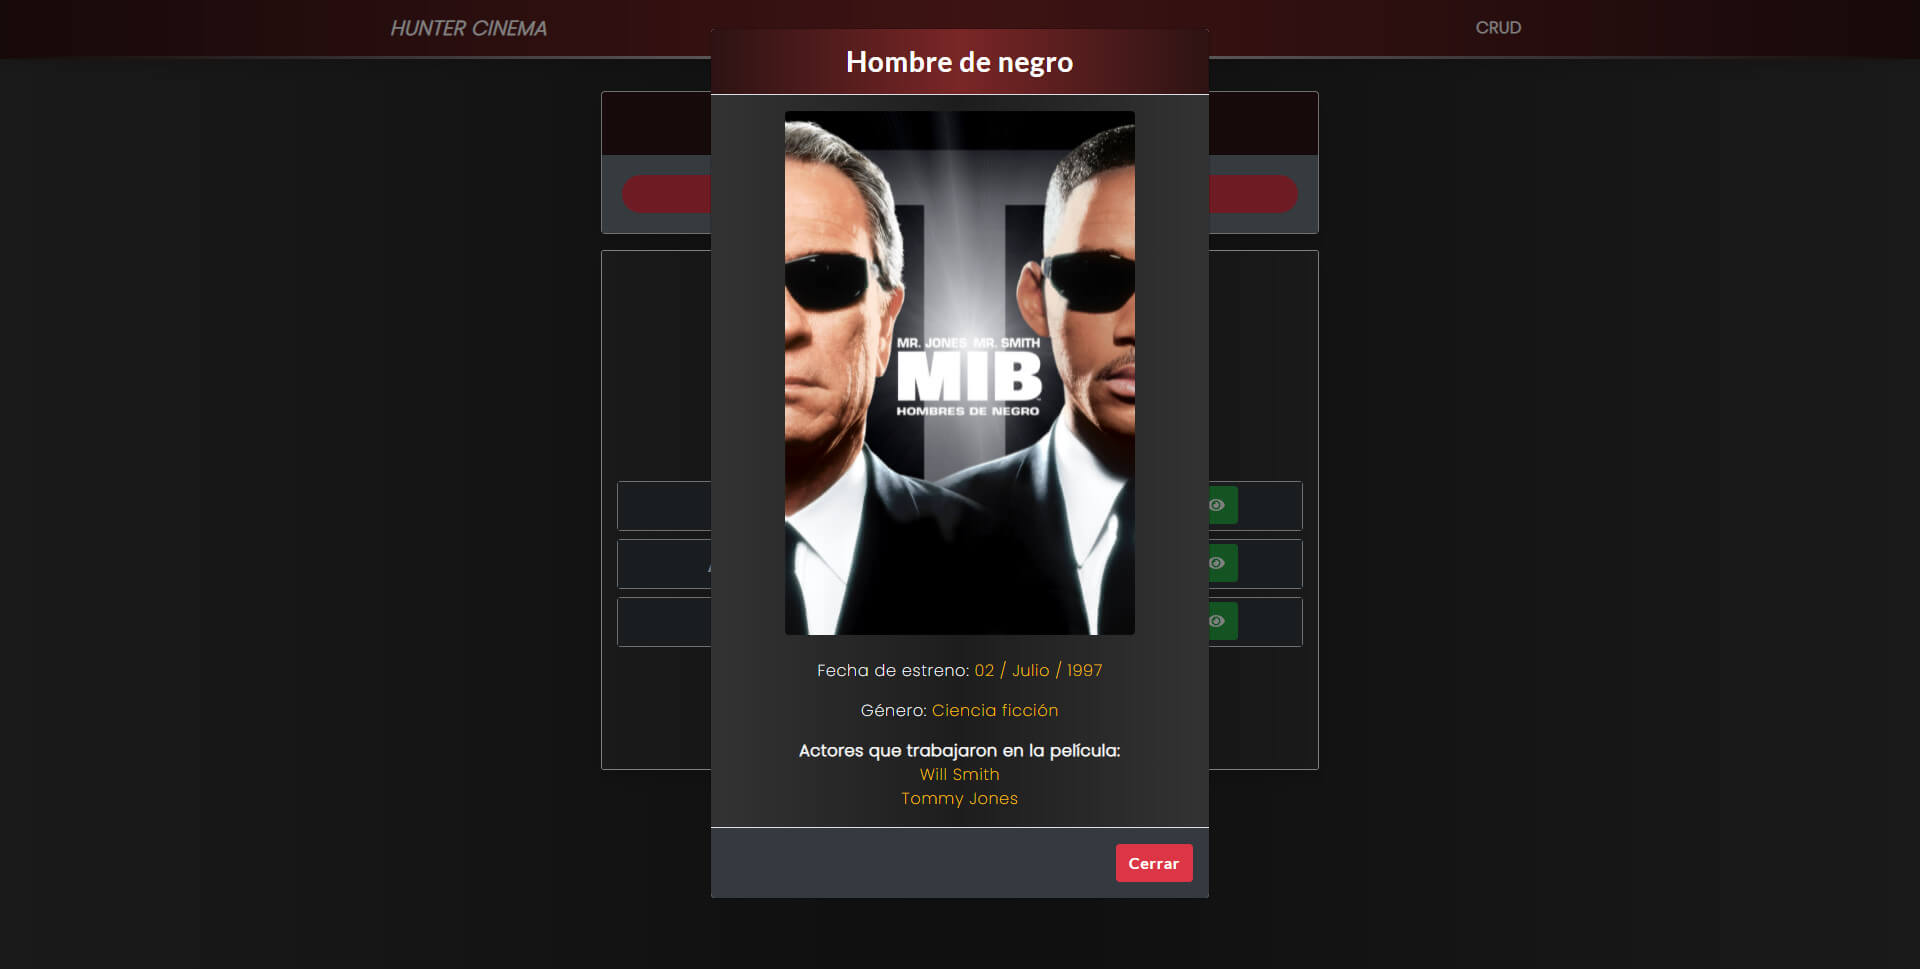 HUNTER CINEMA
CRUD
Hombre de negro
MR. JONES MR. SMITH
MIB
HOMBRES DE NEGRO
Fecha de estreno: 02 / Julio / 1997
Género: Ciencia ficción
Actores que trabajaron en la película:
Will Smith
Tommy Jones
Cerrar